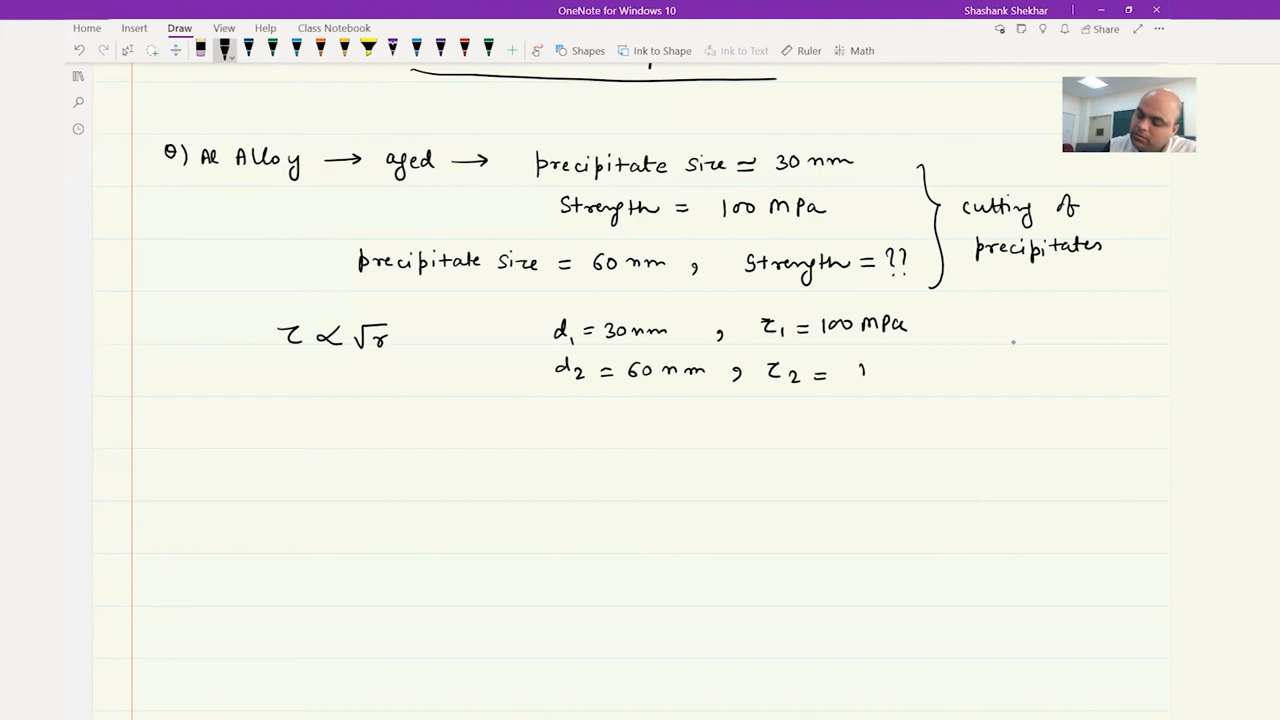 OneNote for Windows 10
Shashank Shekhar
Home Insert Draw View Help Class Notebook
Share
Shapes Ink to Shape Ink to Text Ruler Math
θ) Al Alloy → aged → precipitate size ≃ 30 nm
Strength = 100 MPa
precipitate size = 60 nm , Strength = ??
cutting of
precipitates
τ ∝ √r
d₁ = 30 nm , τ₁ = 100 MPa
d₂ = 60 nm , τ₂ =